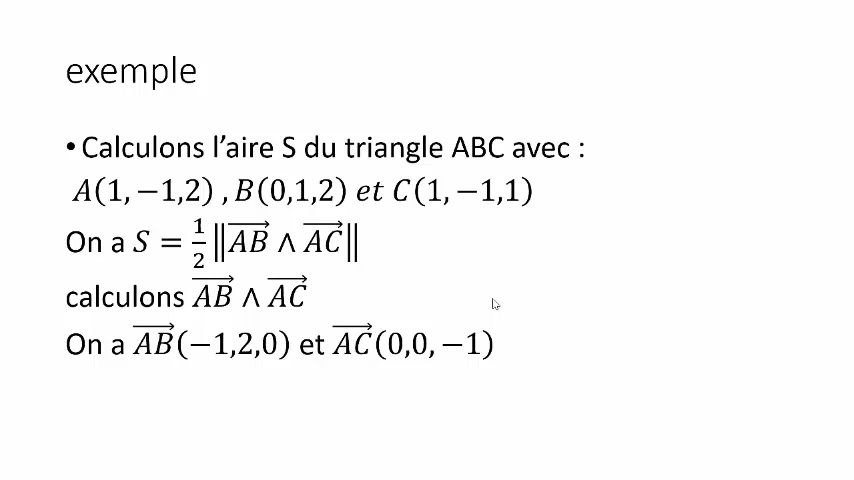 exemple
• Calculons l’aire S du triangle ABC avec :
A(1, −1,2) , B(0,1,2) et C(1, −1,1)
On a S = 1/2 ‖AB⃗ ∧ AC⃗‖
calculons AB⃗ ∧ AC⃗
On a AB⃗(−1,2,0) et AC⃗(0,0, −1)